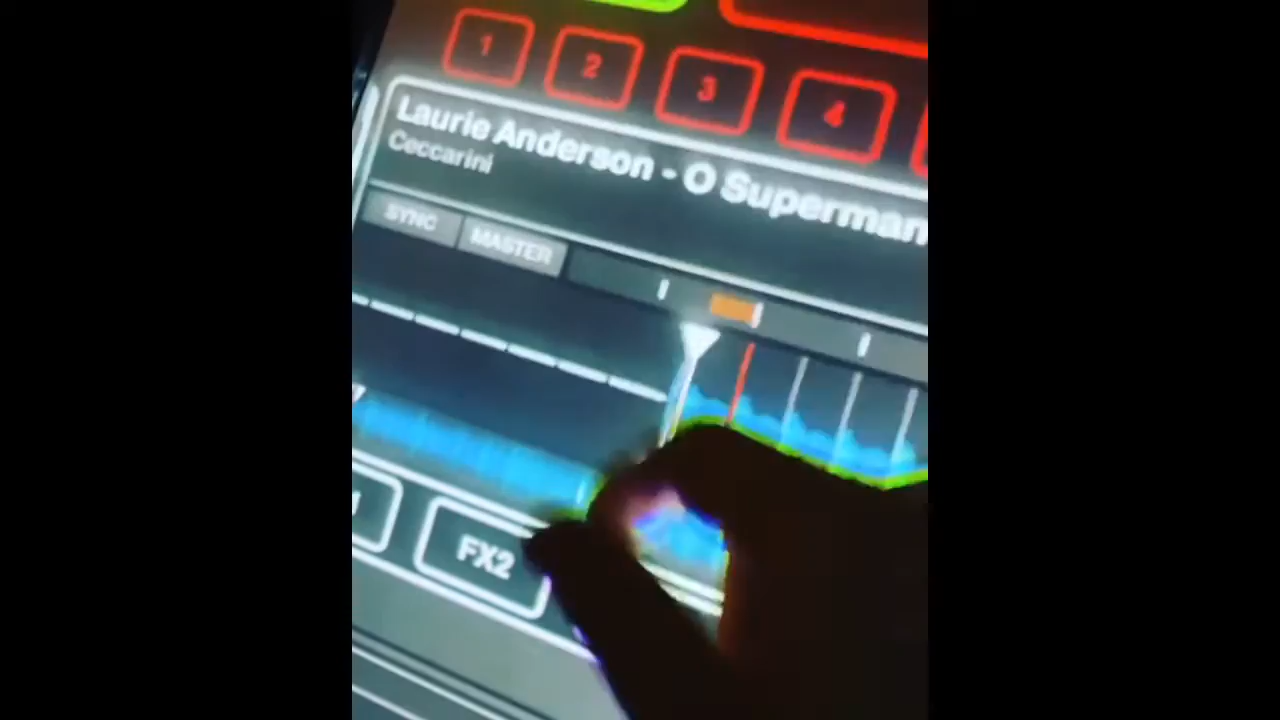 1 2 3 4
Laurie Anderson - O Superman
Ceccarini
SYNC MASTER
FX2